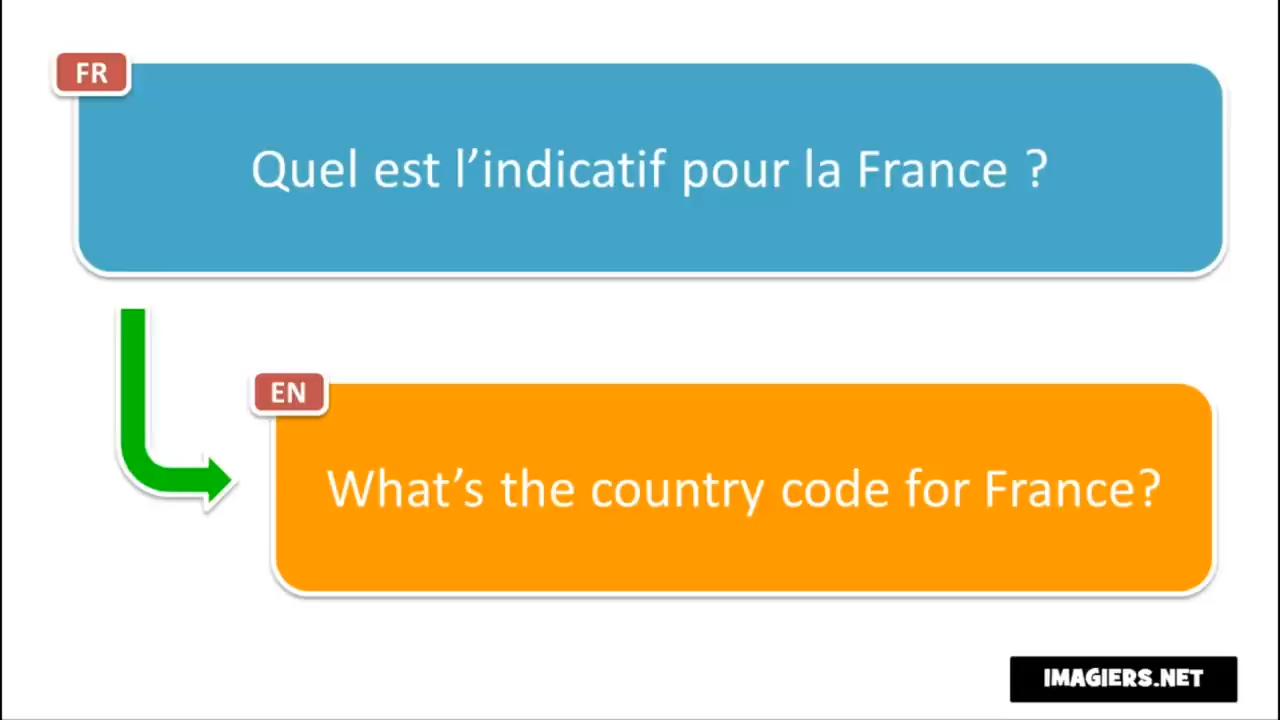 FR
Quel est l’indicatif pour la France ?
EN
What’s the country code for France?
IMAGIERS.NET